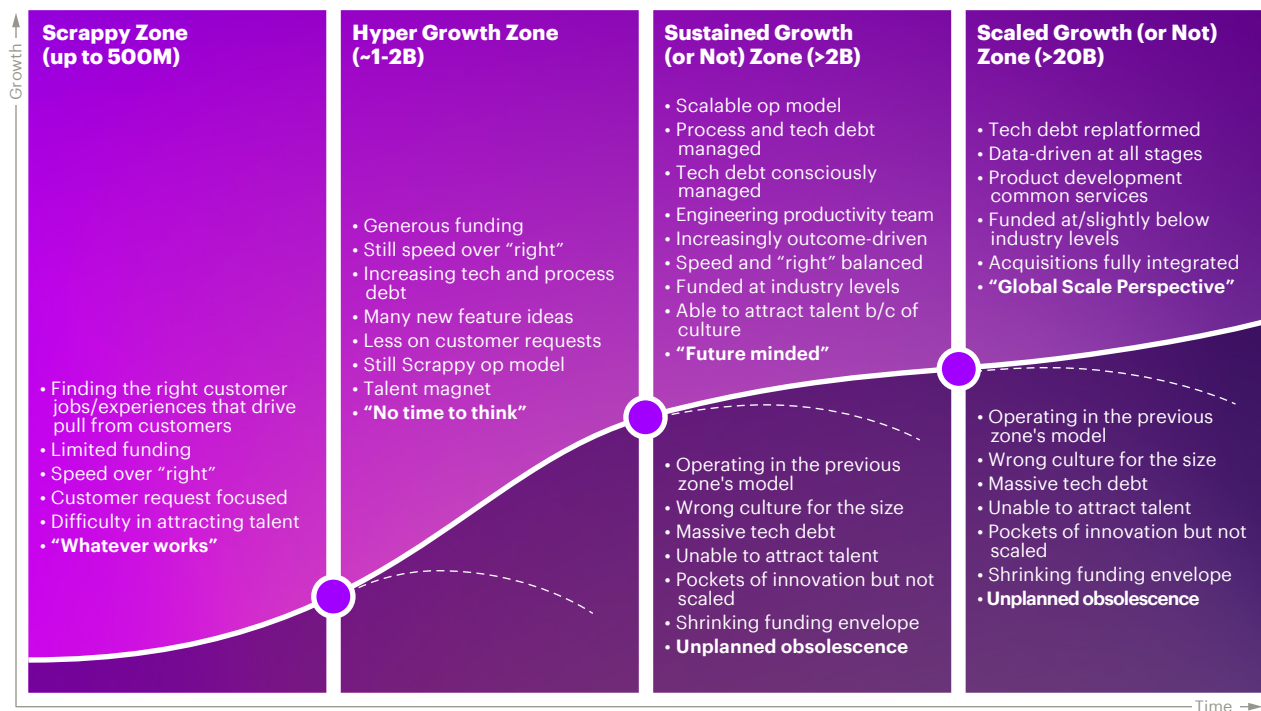 Growth
Scrappy Zone
(up to 500M)
• Finding the right customer
jobs/experiences that drive
pull from customers
• Limited funding
• Speed over “right”
• Customer request focused
• Difficulty in attracting talent
• “Whatever works”
Hyper Growth Zone
(~1-2B)
• Generous funding
• Still speed over “right”
• Increasing tech and process
debt
• Many new feature ideas
• Less on customer requests
• Still Scrappy op model
• Talent magnet
• “No time to think”
Sustained Growth
(or Not) Zone (>2B)
• Scalable op model
• Process and tech debt
managed
• Tech debt consciously
managed
• Engineering productivity team
• Increasingly outcome-driven
• Speed and “right” balanced
• Funded at industry levels
• Able to attract talent b/c of
culture
• “Future minded”
• Operating in the previous
zone's model
• Wrong culture for the size
• Massive tech debt
• Unable to attract talent
• Pockets of innovation but not
scaled
• Shrinking funding envelope
• Unplanned obsolescence
Scaled Growth (or Not)
Zone (>20B)
• Tech debt replatformed
• Data-driven at all stages
• Product development
common services
• Funded at/slightly below
industry levels
• Acquisitions fully integrated
• “Global Scale Perspective”
• Operating in the previous
zone's model
• Wrong culture for the size
• Massive tech debt
• Unable to attract talent
• Pockets of innovation but not
scaled
• Shrinking funding envelope
• Unplanned obsolescence
Time